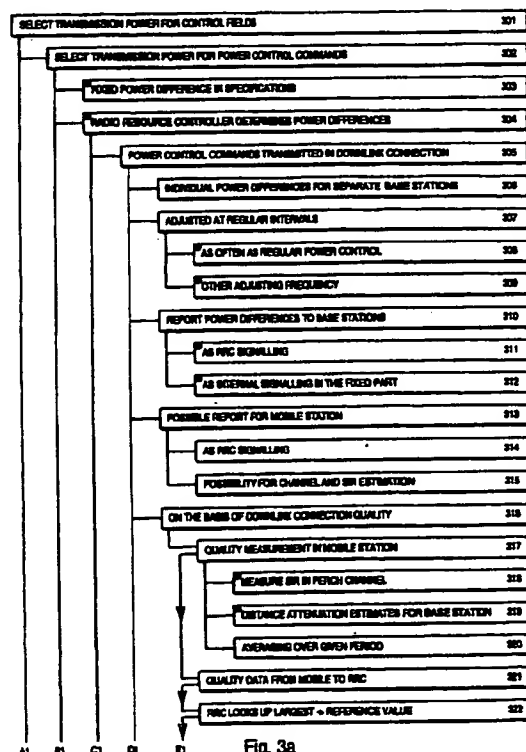 SELECT TRANSMISSION POWER FOR CONTROL FIELDS 301
SELECT TRANSMISSION POWER FOR POWER CONTROL COMMANDS 302
FIXED POWER DIFFERENCE IN SPECIFICATIONS 303
RADIO RESOURCE CONTROLLER DETERMINES POWER DIFFERENCES 304
POWER CONTROL COMMANDS TRANSMITTED IN DOWNLINK CONNECTION 305
INDIVIDUAL POWER DIFFERENCES FOR SEPARATE BASE STATIONS 306
ADJUSTED AT REGULAR INTERVALS 307
AS OFTEN AS REGULAR POWER CONTROL 308
OTHER ADJUSTING FREQUENCY 309
REPORT POWER DIFFERENCES TO BASE STATIONS 310
AS RRC SIGNALLING 311
AS INTERNAL SIGNALLING IN THE FIXED PART 312
POSSIBLE REPORT FOR MOBILE STATION 313
AS RRC SIGNALLING 314
POSSIBILITY FOR CHANNEL AND SIR ESTIMATION 315
ON THE BASIS OF DOWNLINK CONNECTION QUALITY 316
QUALITY MEASUREMENT IN MOBILE STATION 317
MEASURE SIR IN PERCH CHANNEL 318
DISTANCE ATTENUATION ESTIMATES FOR BASE STATION 319
AVERAGING OVER GIVEN PERIOD 320
QUALITY DATA FROM MOBILE TO RRC 321
RRC LOOKS UP LARGEST → REFERENCE VALUE 322
A1 B1 C1 D1 E1
Fig. 3a